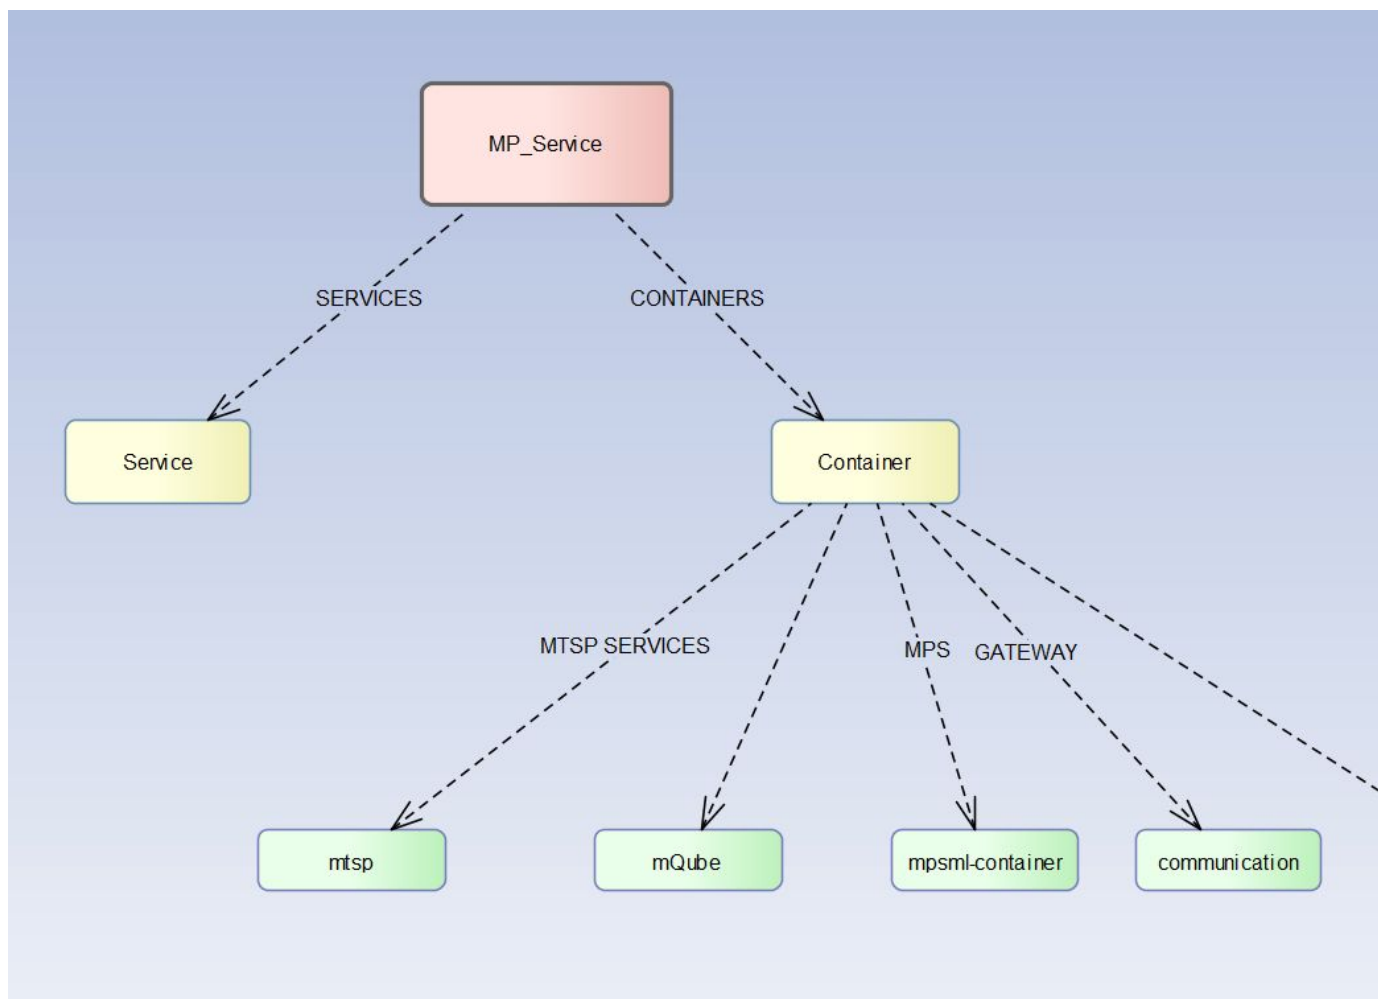 MP_Service
SERVICES
CONTAINERS
Service
Container
MTSP SERVICES
MPS
GATEWAY
mtsp
mQube
mpsml-container
communication